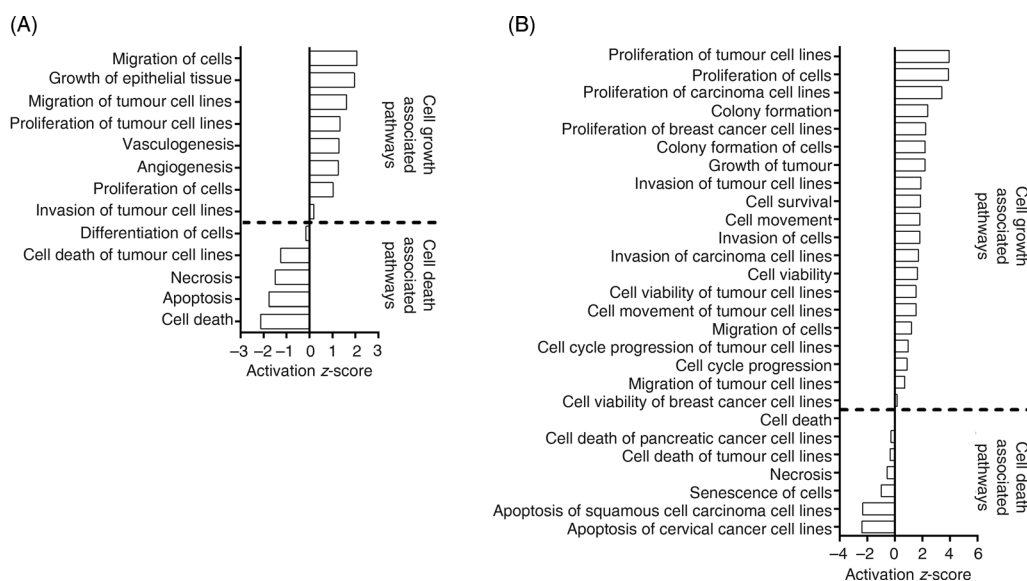 (A)
Migration of cells
Growth of epithelial tissue
Migration of tumour cell lines
Proliferation of tumour cell lines
Vasculogenesis
Angiogenesis
Proliferation of cells
Invasion of tumour cell lines
Differentiation of cells
Cell death of tumour cell lines
Necrosis
Apoptosis
Cell death
Cell growth
associated
pathways
Cell death
associated
pathways
–3 –2 –1 0 1 2 3
Activation z-score
(B)
Proliferation of tumour cell lines
Proliferation of cells
Proliferation of carcinoma cell lines
Colony formation
Proliferation of breast cancer cell lines
Colony formation of cells
Growth of tumour
Invasion of tumour cell lines
Cell survival
Cell movement
Invasion of cells
Invasion of carcinoma cell lines
Cell viability
Cell viability of tumour cell lines
Cell movement of tumour cell lines
Migration of cells
Cell cycle progression of tumour cell lines
Cell cycle progression
Migration of tumour cell lines
Cell viability of breast cancer cell lines
Cell death
Cell death of pancreatic cancer cell lines
Cell death of tumour cell lines
Necrosis
Senescence of cells
Apoptosis of squamous cell carcinoma cell lines
Apoptosis of cervical cancer cell lines
Cell growth
associated
pathways
Cell death
associated
pathways
–4 –2 0 2 4 6
Activation z-score